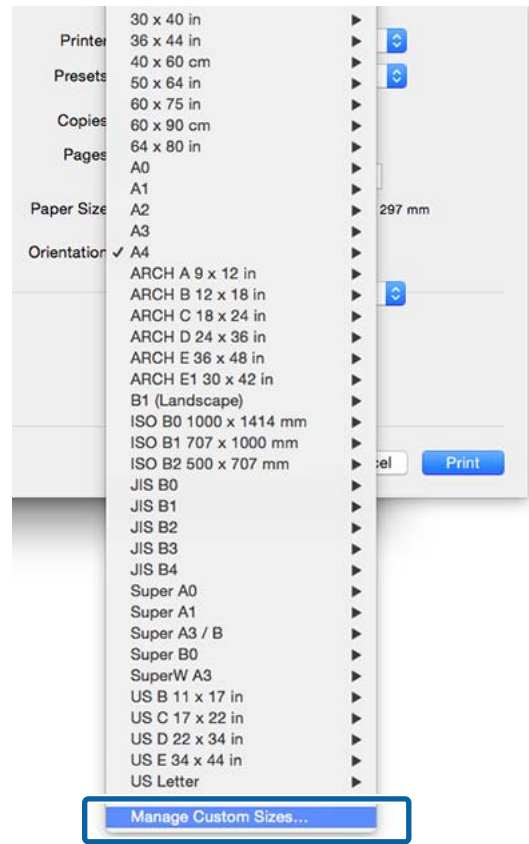 30 x 40 in
Printer 36 x 44 in
40 x 60 cm
Presets 50 x 64 in
60 x 75 in
Copies 60 x 90 cm
64 x 80 in
Pages A0
A1
Paper Size A2 297 mm
A3
Orientation ✓ A4
ARCH A 9 x 12 in
ARCH B 12 x 18 in
ARCH C 18 x 24 in
ARCH D 24 x 36 in
ARCH E 36 x 48 in
ARCH E1 30 x 42 in
B1 (Landscape)
ISO B0 1000 x 1414 mm
ISO B1 707 x 1000 mm
ISO B2 500 x 707 mm cel Print
JIS B0
JIS B1
JIS B2
JIS B3
JIS B4
Super A0
Super A1
Super A3 / B
Super B0
SuperW A3
US B 11 x 17 in
US C 17 x 22 in
US D 22 x 34 in
US E 34 x 44 in
US Letter
Manage Custom Sizes...